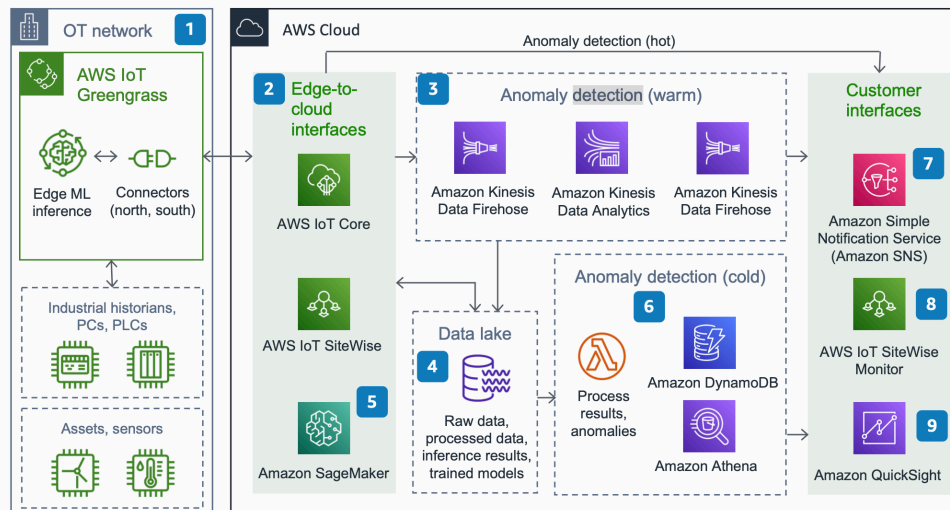 OT network
1
AWS IoT
Greengrass
Edge ML
inference
Connectors
(north, south)
Industrial historians,
PCs, PLCs
Assets, sensors
AWS Cloud
Anomaly detection (hot)
2
Edge-to-
cloud
interfaces
AWS IoT Core
AWS IoT SiteWise
5
Amazon SageMaker
3
Anomaly detection (warm)
Amazon Kinesis
Data Firehose
Amazon Kinesis
Data Analytics
Amazon Kinesis
Data Firehose
Data lake
4
Raw data,
processed data,
inference results,
trained models
Anomaly detection (cold)
6
Process
results,
anomalies
Amazon DynamoDB
Amazon Athena
Customer
interfaces
7
Amazon Simple
Notification Service
(Amazon SNS)
8
AWS IoT SiteWise
Monitor
9
Amazon QuickSight